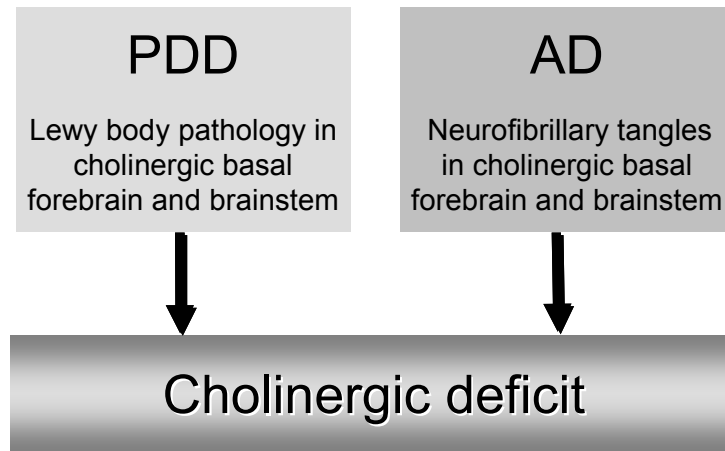 PDD
Lewy body pathology in
cholinergic basal
forebrain and brainstem
AD
Neurofibrillary tangles
in cholinergic basal
forebrain and brainstem
Cholinergic deficit